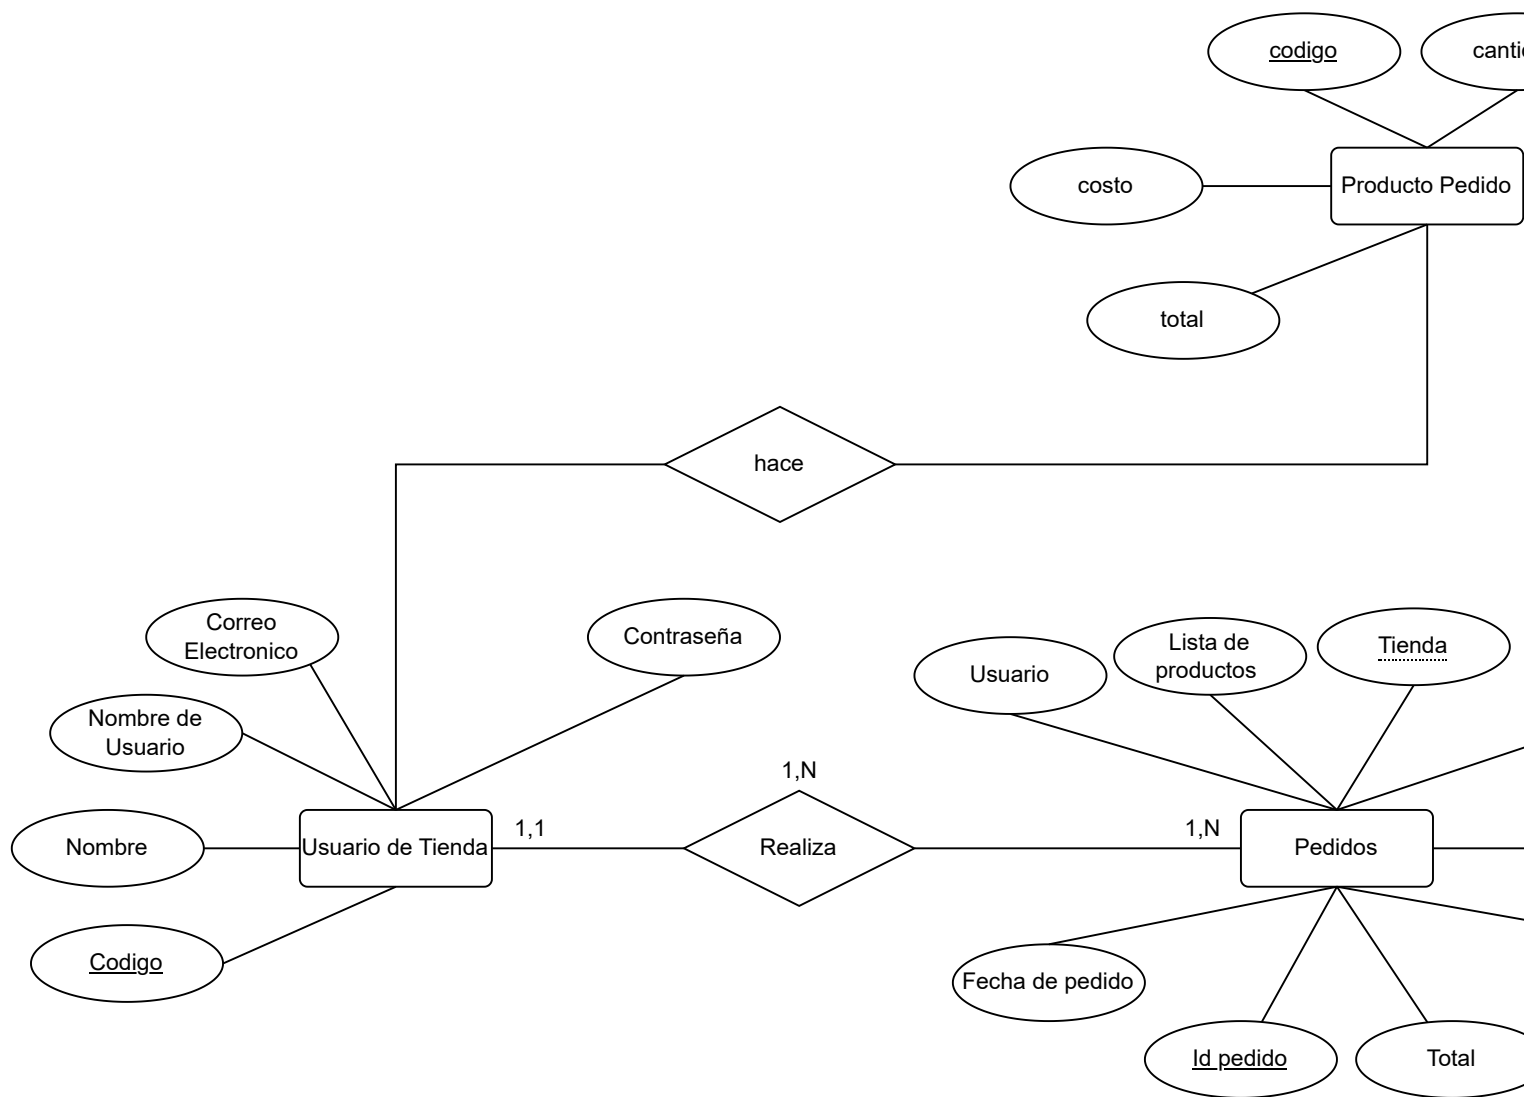 codigo
costo
Producto Pedido
total
hace
Correo
Electronico
Contraseña
Nombre de
Usuario
Usuario
Lista de
productos
Tienda
1,N
Nombre
Usuario de Tienda
1,1
Realiza
1,N
Pedidos
Codigo
Fecha de pedido
Id pedido
Total